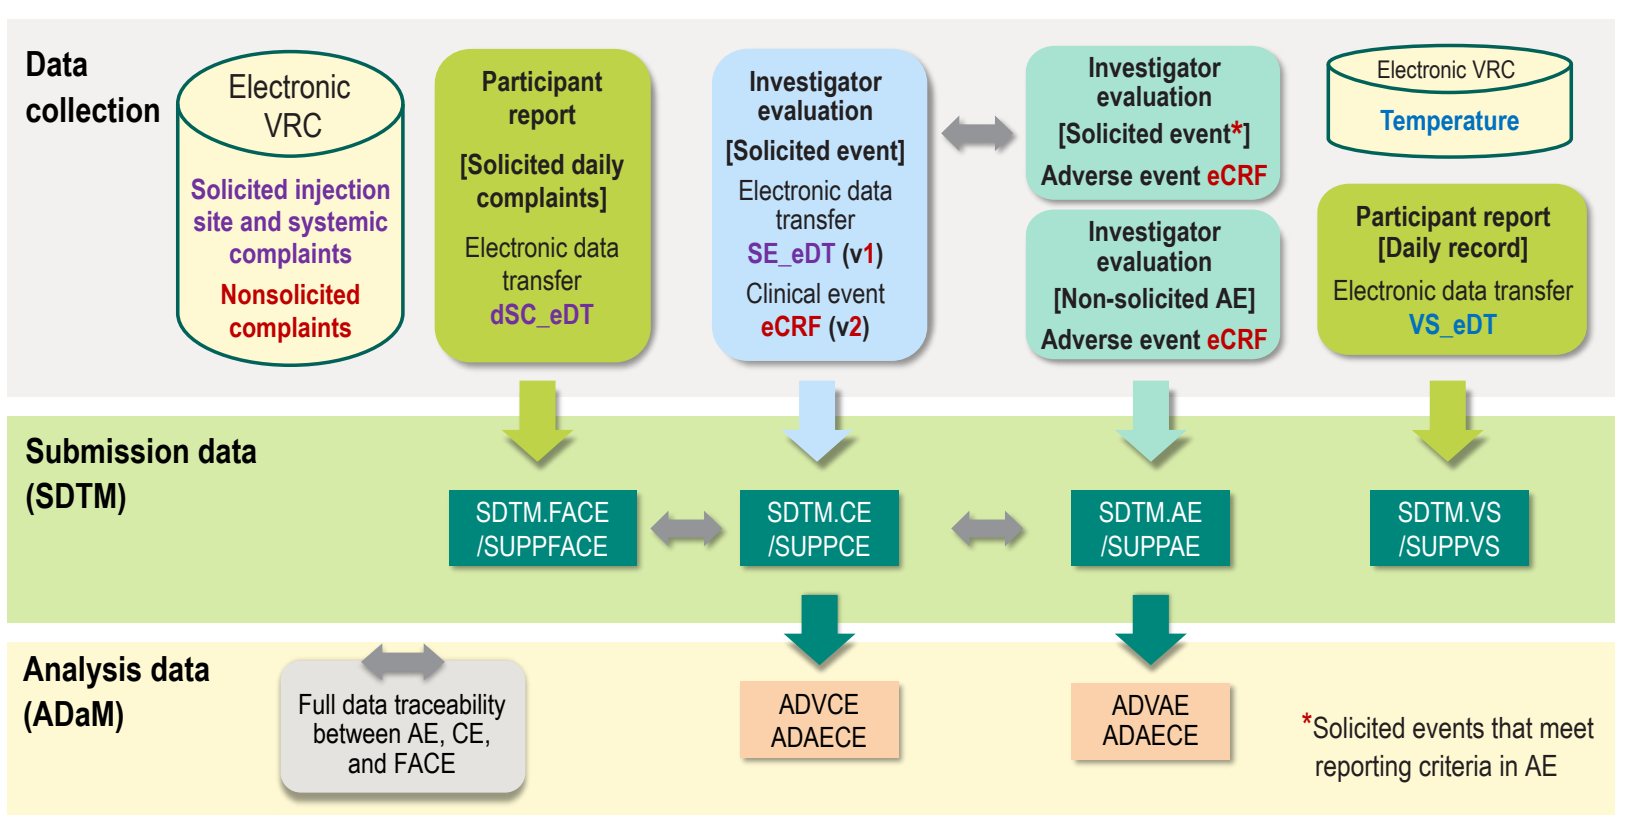 Data
collection
Electronic
VRC
Solicited injection
site and systemic
complaints
Nonsolicited
complaints
Participant
report
[Solicited daily
complaints]
Electronic data
transfer
dSC_eDT
Investigator
evaluation
[Solicited event]
Electronic data
transfer
SE_eDT (v1)
Clinical event
eCRF (v2)
Investigator
evaluation
[Solicited event*]
Adverse event eCRF
Investigator
evaluation
[Non-solicited AE]
Adverse event eCRF
Electronic VRC
Temperature
Participant report
[Daily record]
Electronic data transfer
VS_eDT
Submission data
(SDTM)
SDTM.FACE
/SUPPFACE
SDTM.CE
/SUPPCE
SDTM.AE
/SUPPAE
SDTM.VS
/SUPPVS
Analysis data
(ADaM)
Full data traceability
between AE, CE,
and FACE
ADVCE
ADAECE
ADVAE
ADAECE
*Solicited events that meet
reporting criteria in AE